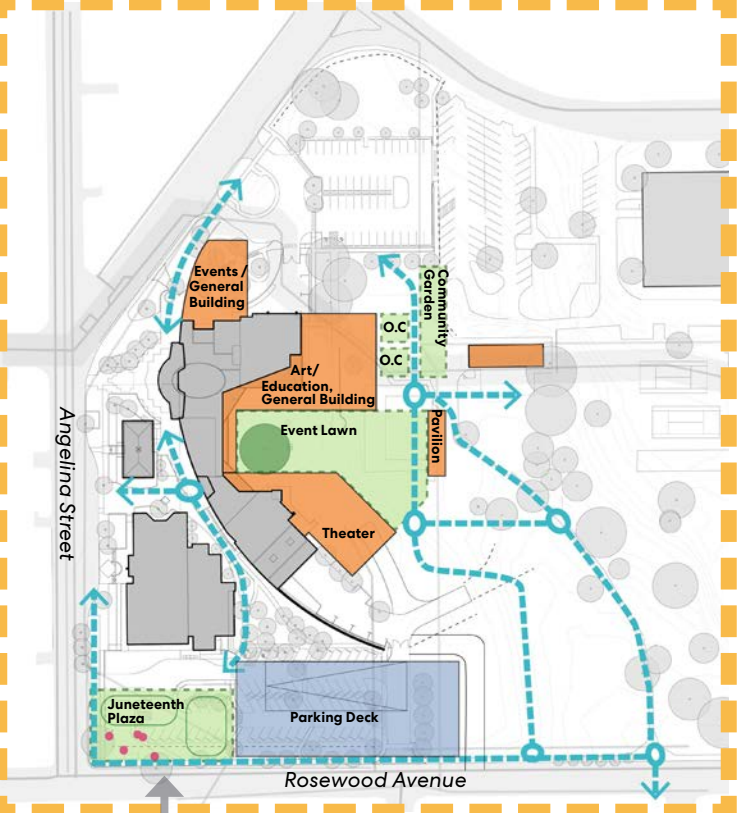 Events /
General
Building
Community
Garden
O.C
O.C
Art/
Education,
General Building
Event Lawn
Pavilion
Angelina Street
Theater
Juneteenth
Plaza
Parking Deck
Rosewood Avenue